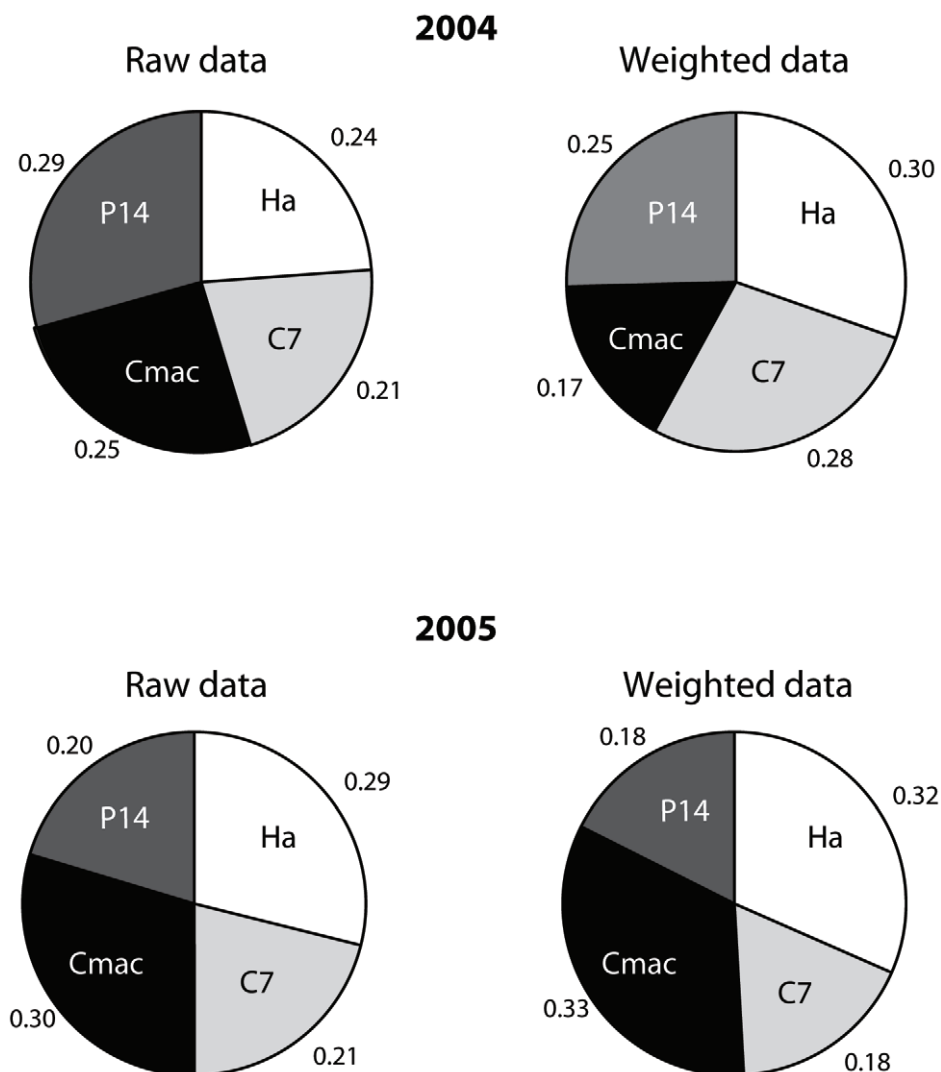 2004
Raw data
Weighted data
0.29
0.24
P14
Ha
Cmac
C7
0.25
0.21
0.25
0.30
P14
Ha
Cmac
C7
0.17
0.28
2005
Raw data
Weighted data
0.20
0.29
P14
Ha
Cmac
C7
0.30
0.21
0.18
0.32
P14
Ha
Cmac
C7
0.33
0.18